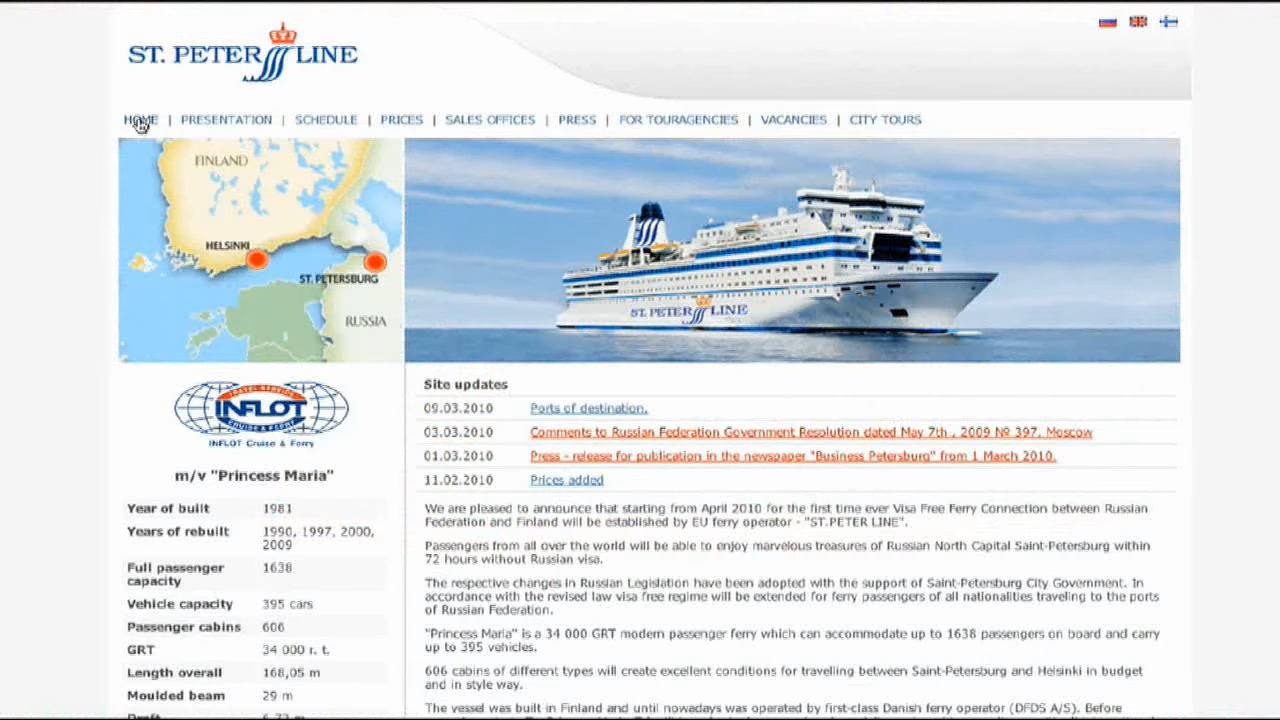 ST. PETER LINE
HOME | PRESENTATION | SCHEDULE | PRICES | SALES OFFICES | PRESS | FOR TOURAGENCIES | VACANCIES | CITY TOURS
FINLAND
HELSINKI
ST. PETERSBURG
RUSSIA
ST. PETER LINE
TRAVEL-SERVICE
INFLOT
CRUISE & FERRY
INFLOT Cruise & Ferry
m/v "Princess Maria"
Year of built 1981
Years of rebuilt 1990, 1997, 2000,
2009
Full passenger 1638
capacity
Vehicle capacity 395 cars
Passenger cabins 606
GRT 34 000 r. t.
Length overall 168,05 m
Moulded beam 29 m
Draft 6,73 m
Site updates
09.03.2010 Ports of destination.
03.03.2010 Comments to Russian Federation Government Resolution dated May 7th , 2009 № 397, Moscow
01.03.2010 Press - release for publication in the newspaper "Business Petersburg" from 1 March 2010.
11.02.2010 Prices added
We are pleased to announce that starting from April 2010 for the first time ever Visa Free Ferry Connection between Russian
Federation and Finland will be established by EU ferry operator - "ST.PETER LINE".
Passengers from all over the world will be able to enjoy marvelous treasures of Russian North Capital Saint-Petersburg within
72 hours without Russian visa.
The respective changes in Russian Legislation have been adopted with the support of Saint-Petersburg City Government. In
accordance with the revised law visa free regime will be extended for ferry passengers of all nationalities traveling to the ports
of Russian Federation.
"Princess Maria" is a 34 000 GRT modern passenger ferry which can accommodate up to 1638 passengers on board and carry
up to 395 vehicles.
606 cabins of different types will create excellent conditions for travelling between Saint-Petersburg and Helsinki in budget
and in style way.
The vessel was built in Finland and until nowadays was operated by first-class Danish ferry operator (DFDS A/S). Before